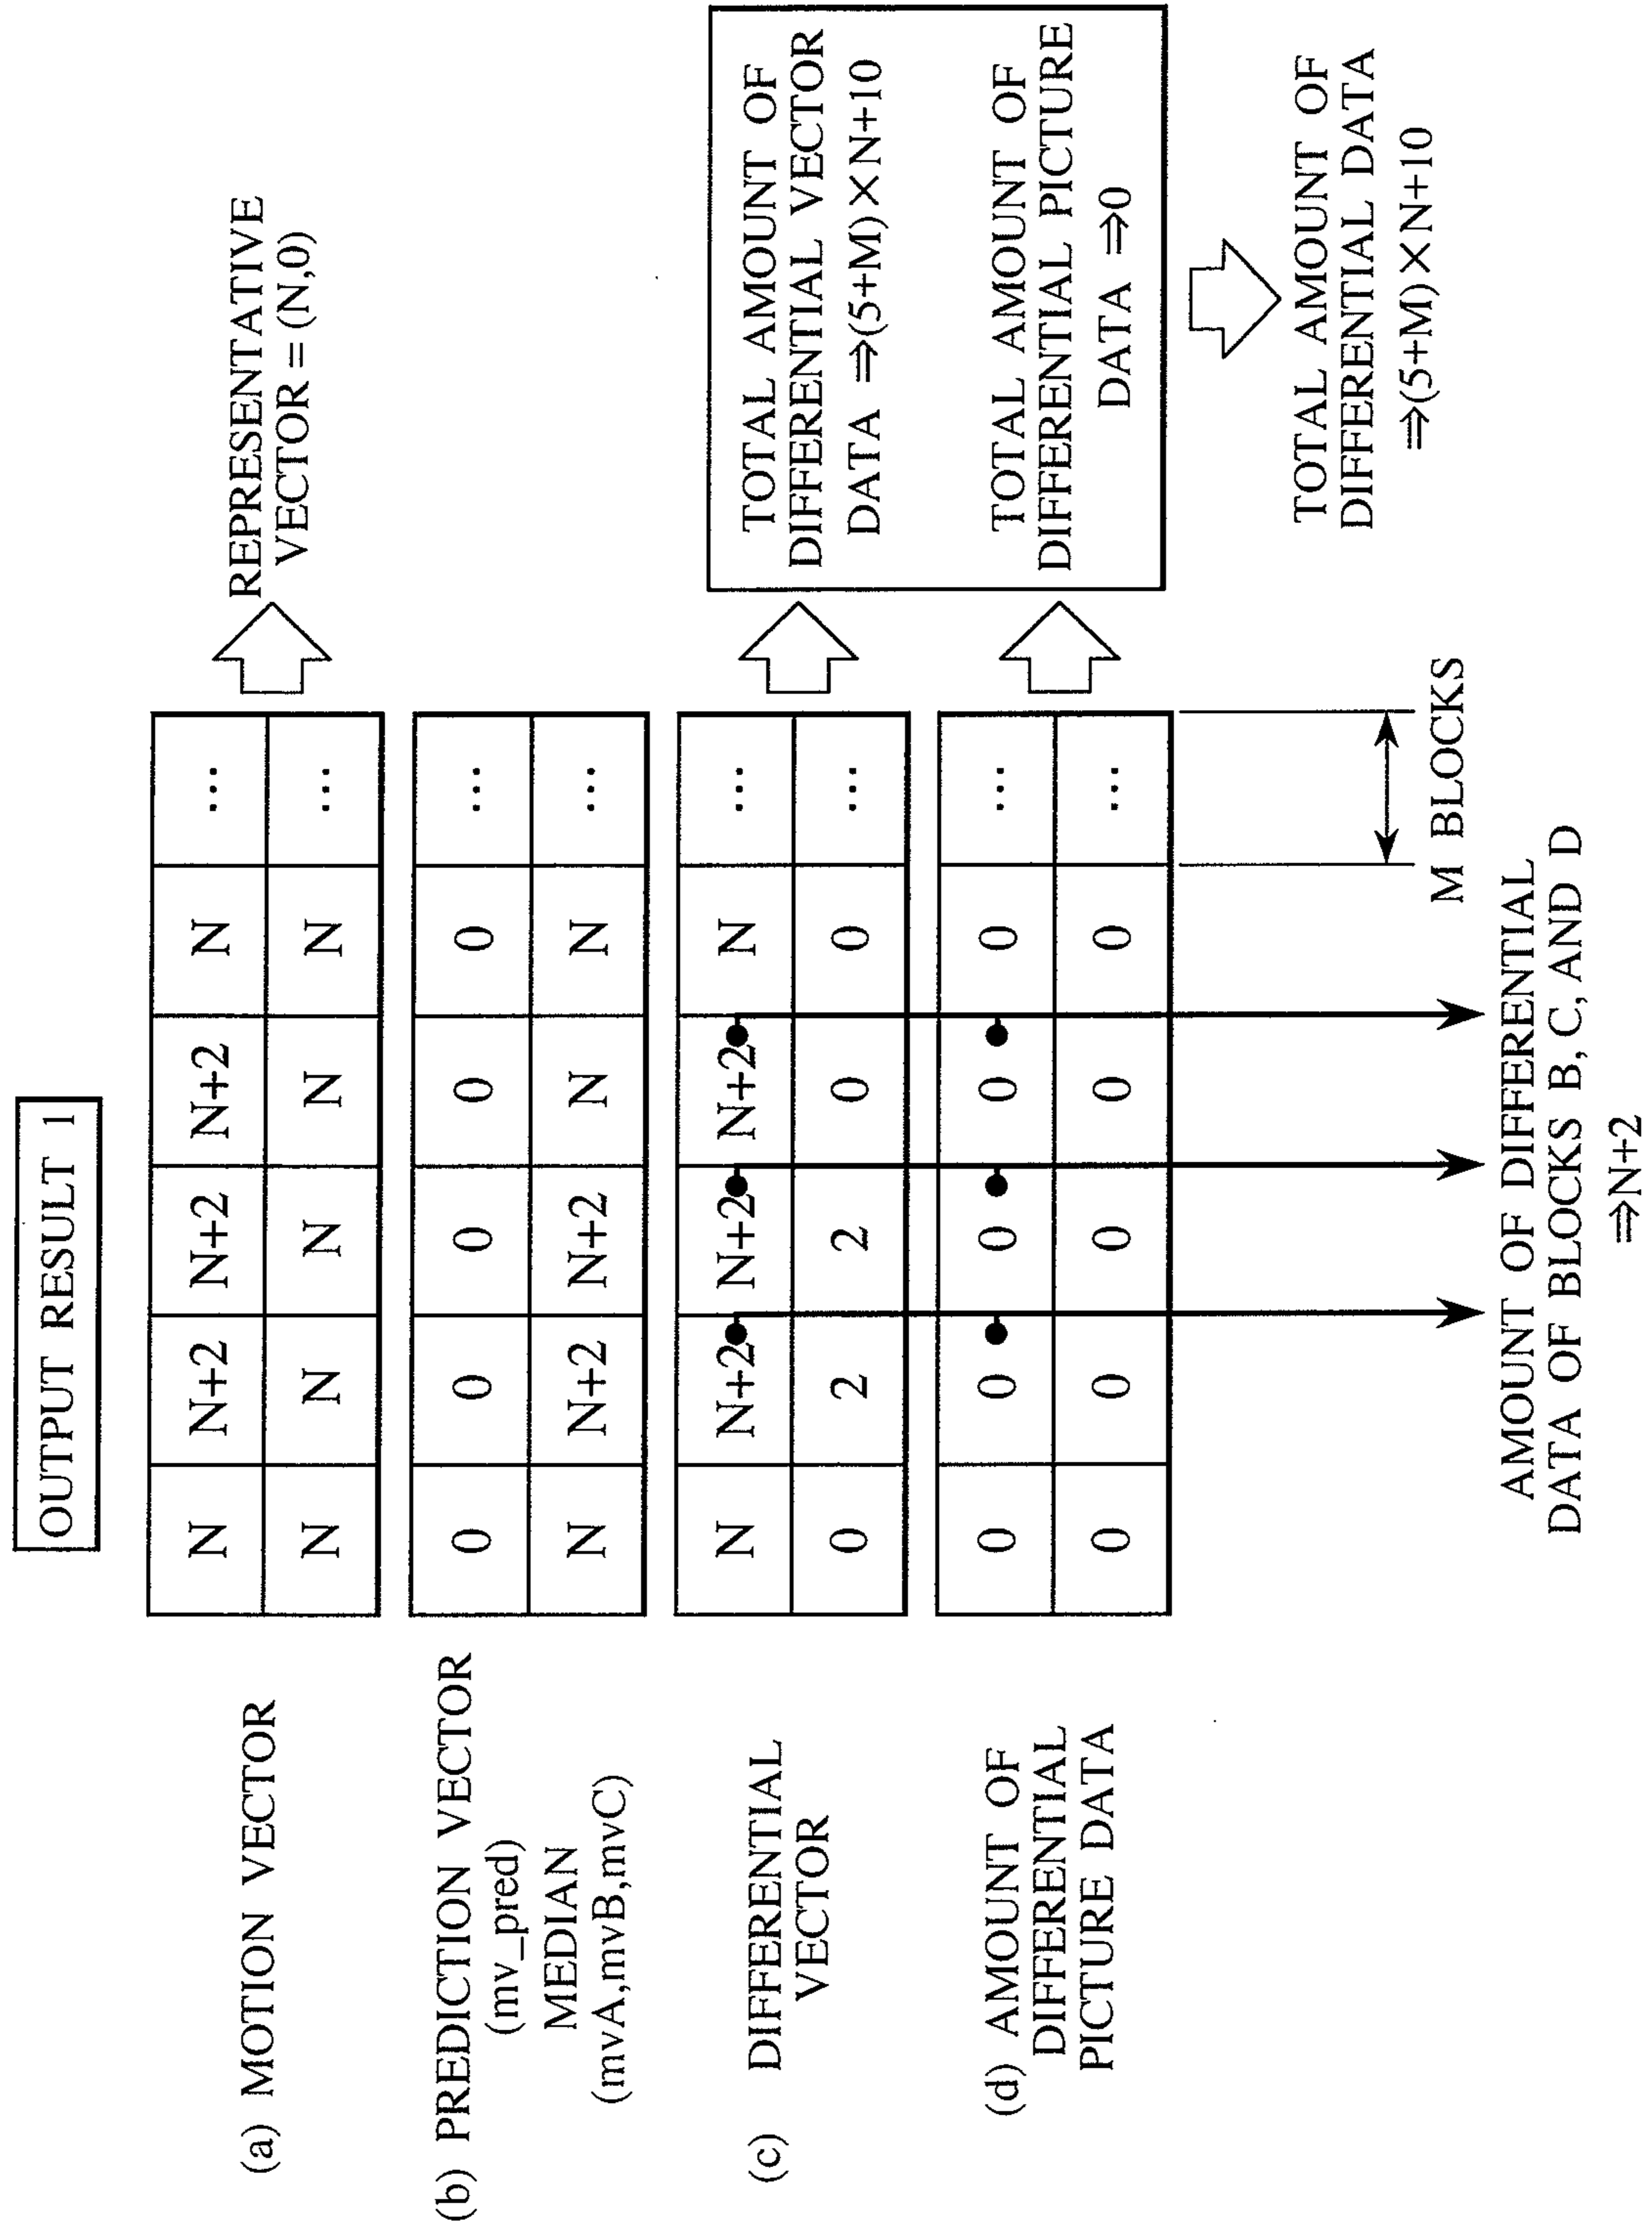 OUTPUT RESULT 1
(a) MOTION VECTOR
N N+2 N+2 N+2 N ...
N N N N N ...
REPRESENTATIVE
VECTOR = (N,0)
(b) PREDICTION VECTOR
(mv_pred)
MEDIAN
(mvA,mvB,mvC)
0 0 0 0 0 ...
N N+2 N+2 N N ...
(c) DIFFERENTIAL
VECTOR
N N+2 N+2 N+2 N ...
0 2 2 0 0 ...
TOTAL AMOUNT OF
DIFFERENTIAL VECTOR
DATA ⇒(5+M)×N+10
(d) AMOUNT OF
DIFFERENTIAL
PICTURE DATA
0 0 0 0 0 ...
0 0 0 0 0 ...
TOTAL AMOUNT OF
DIFFERENTIAL PICTURE
DATA ⇒0
M BLOCKS
TOTAL AMOUNT OF
DIFFERENTIAL DATA
⇒(5+M)×N+10
AMOUNT OF DIFFERENTIAL
DATA OF BLOCKS B, C, AND D
⇒N+2